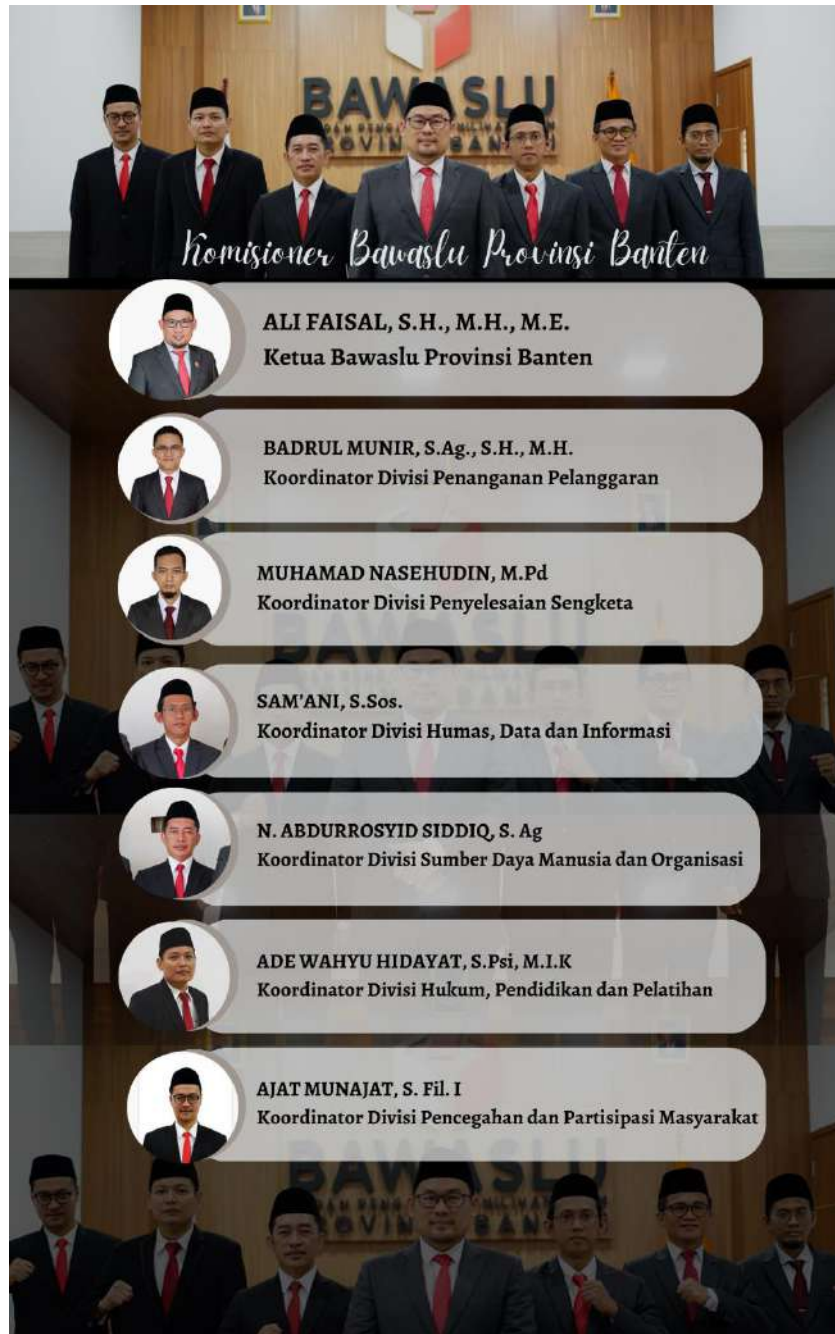 BAWASLU
Komisioner Bawaslu Provinsi Banten
ALI FAISAL, S.H., M.H., M.E.
Ketua Bawaslu Provinsi Banten
BADRUL MUNIR, S.Ag., S.H., M.H.
Koordinator Divisi Penanganan Pelanggaran
MUHAMAD NASEHUDIN, M.Pd
Koordinator Divisi Penyelesaian Sengketa
SAM'ANI, S.Sos.
Koordinator Divisi Humas, Data dan Informasi
N. ABDURROSYID SIDDIQ, S. Ag
Koordinator Divisi Sumber Daya Manusia dan Organisasi
ADE WAHYU HIDAYAT, S.Psi, M.I.K
Koordinator Divisi Hukum, Pendidikan dan Pelatihan
AJAT MUNAJAT, S. Fil. I
Koordinator Divisi Pencegahan dan Partisipasi Masyarakat
BAWASLU